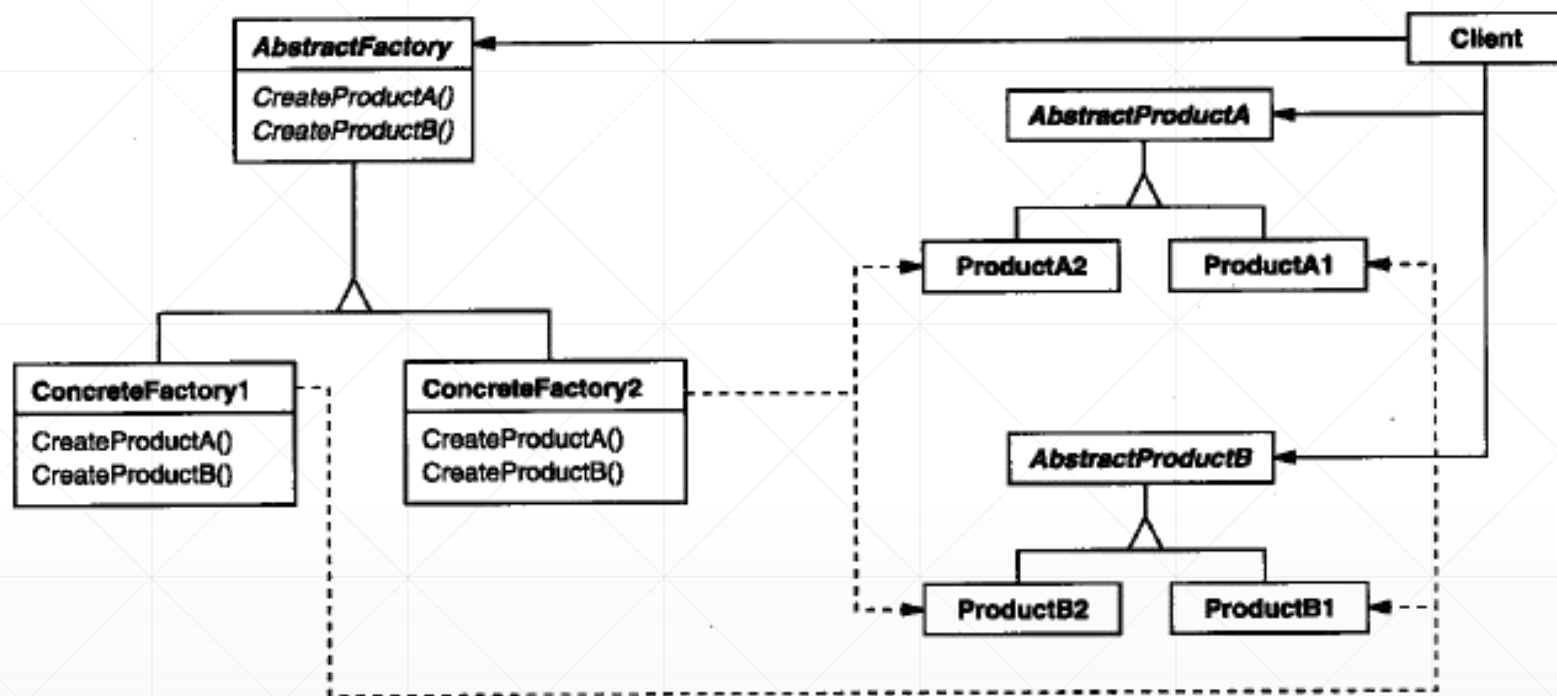 AbstractFactory
CreateProductA()
CreateProductB()
Client
AbstractProductA
ProductA2
ProductA1
ConcreteFactory1
CreateProductA()
CreateProductB()
ConcreteFactory2
CreateProductA()
CreateProductB()
AbstractProductB
ProductB2
ProductB1